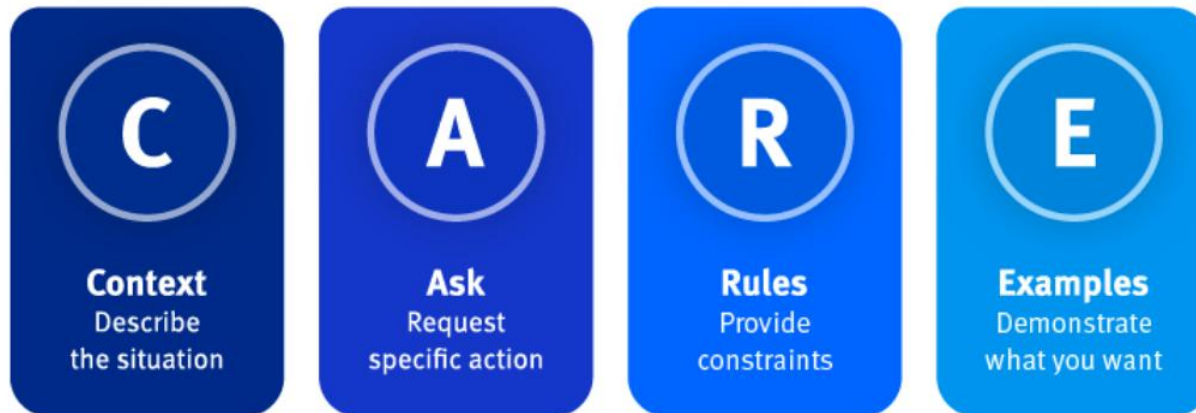 C
Context
Describe
the situation
A
Ask
Request
specific action
R
Rules
Provide
constraints
E
Examples
Demonstrate
what you want